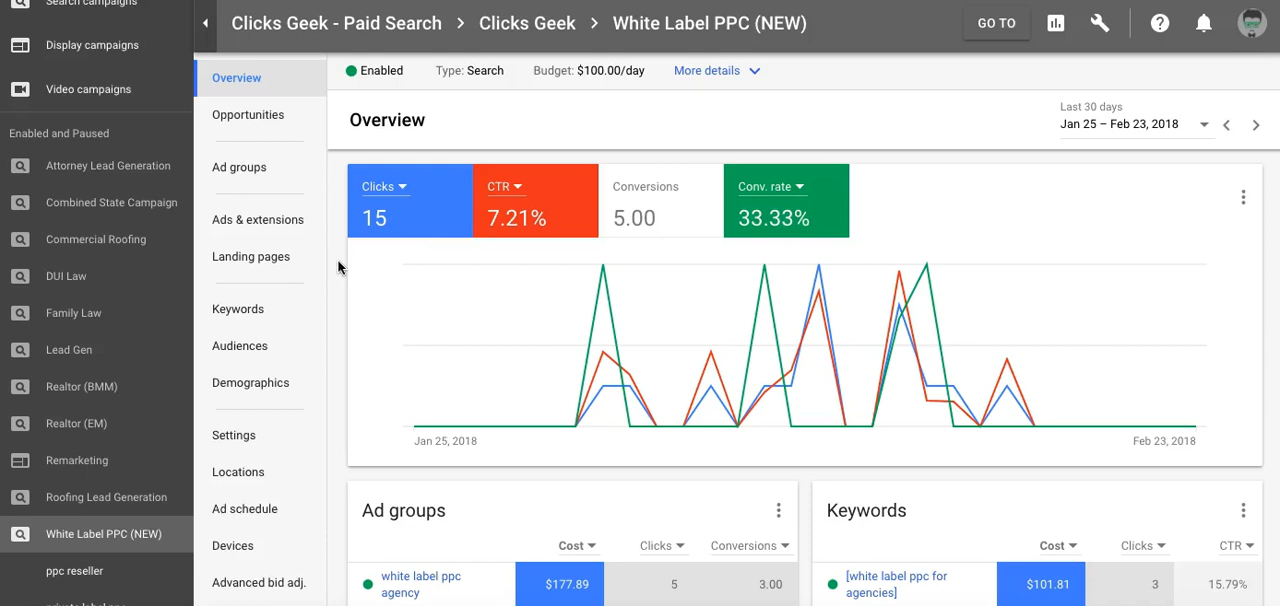 Search campaigns
Display campaigns
Video campaigns
Enabled and Paused
Attorney Lead Generation
Combined State Campaign
Commercial Roofing
DUI Law
Family Law
Lead Gen
Realtor (BMM)
Realtor (EM)
Remarketing
Roofing Lead Generation
White Label PPC (NEW)
ppc reseller
Clicks Geek - Paid Search > Clicks Geek > White Label PPC (NEW)
GO TO
Overview
Opportunities
Ad groups
Ads & extensions
Landing pages
Keywords
Audiences
Demographics
Settings
Locations
Ad schedule
Devices
Advanced bid adj.
Enabled Type: Search Budget: $100.00/day More details
Overview
Last 30 days
Jan 25 – Feb 23, 2018
Clicks CTR Conversions Conv. rate
15 7.21% 5.00 33.33%
Jan 25, 2018 Feb 23, 2018
Ad groups
Cost Clicks Conversions
white label ppc agency $177.89 5 3.00
Keywords
Cost Clicks CTR
[white label ppc for agencies] $101.81 3 15.79%